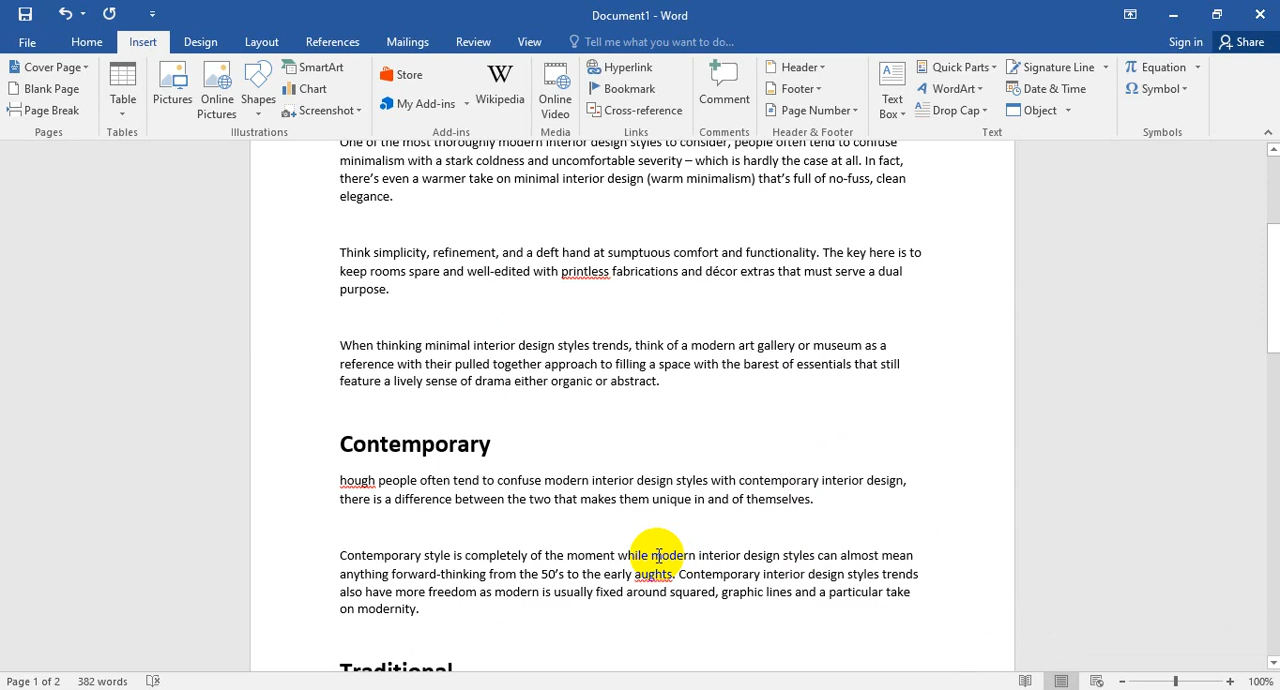 Document1 - Word
File Home Insert Design Layout References Mailings Review View Tell me what you want to do... Sign in Share
Cover Page
Blank Page
Page Break
Pages
Table
Tables
Pictures
Online Pictures
Shapes
SmartArt
Chart
Screenshot
Illustrations
Store
My Add-ins
W
Wikipedia
Add-ins
Online Video
Media
Hyperlink
Bookmark
Cross-reference
Links
Comment
Comments
Header
Footer
Page Number
Header & Footer
Text Box
Quick Parts
WordArt
Drop Cap
Signature Line
Date & Time
Object
Text
Equation
Symbol
Symbols
One of the most thoroughly modern interior design styles to consider, people often tend to confuse
minimalism with a stark coldness and uncomfortable severity – which is hardly the case at all. In fact,
there's even a warmer take on minimal interior design (warm minimalism) that's full of no-fuss, clean
elegance.
Think simplicity, refinement, and a deft hand at sumptuous comfort and functionality. The key here is to
keep rooms spare and well-edited with printless fabrications and décor extras that must serve a dual
purpose.
When thinking minimal interior design styles trends, think of a modern art gallery or museum as a
reference with their pulled together approach to filling a space with the barest of essentials that still
feature a lively sense of drama either organic or abstract.
Contemporary
hough people often tend to confuse modern interior design styles with contemporary interior design,
there is a difference between the two that makes them unique in and of themselves.
Contemporary style is completely of the moment while modern interior design styles can almost mean
anything forward-thinking from the 50's to the early aughts. Contemporary interior design styles trends
also have more freedom as modern is usually fixed around squared, graphic lines and a particular take
on modernity.
Traditional
Page 1 of 2 382 words 100%